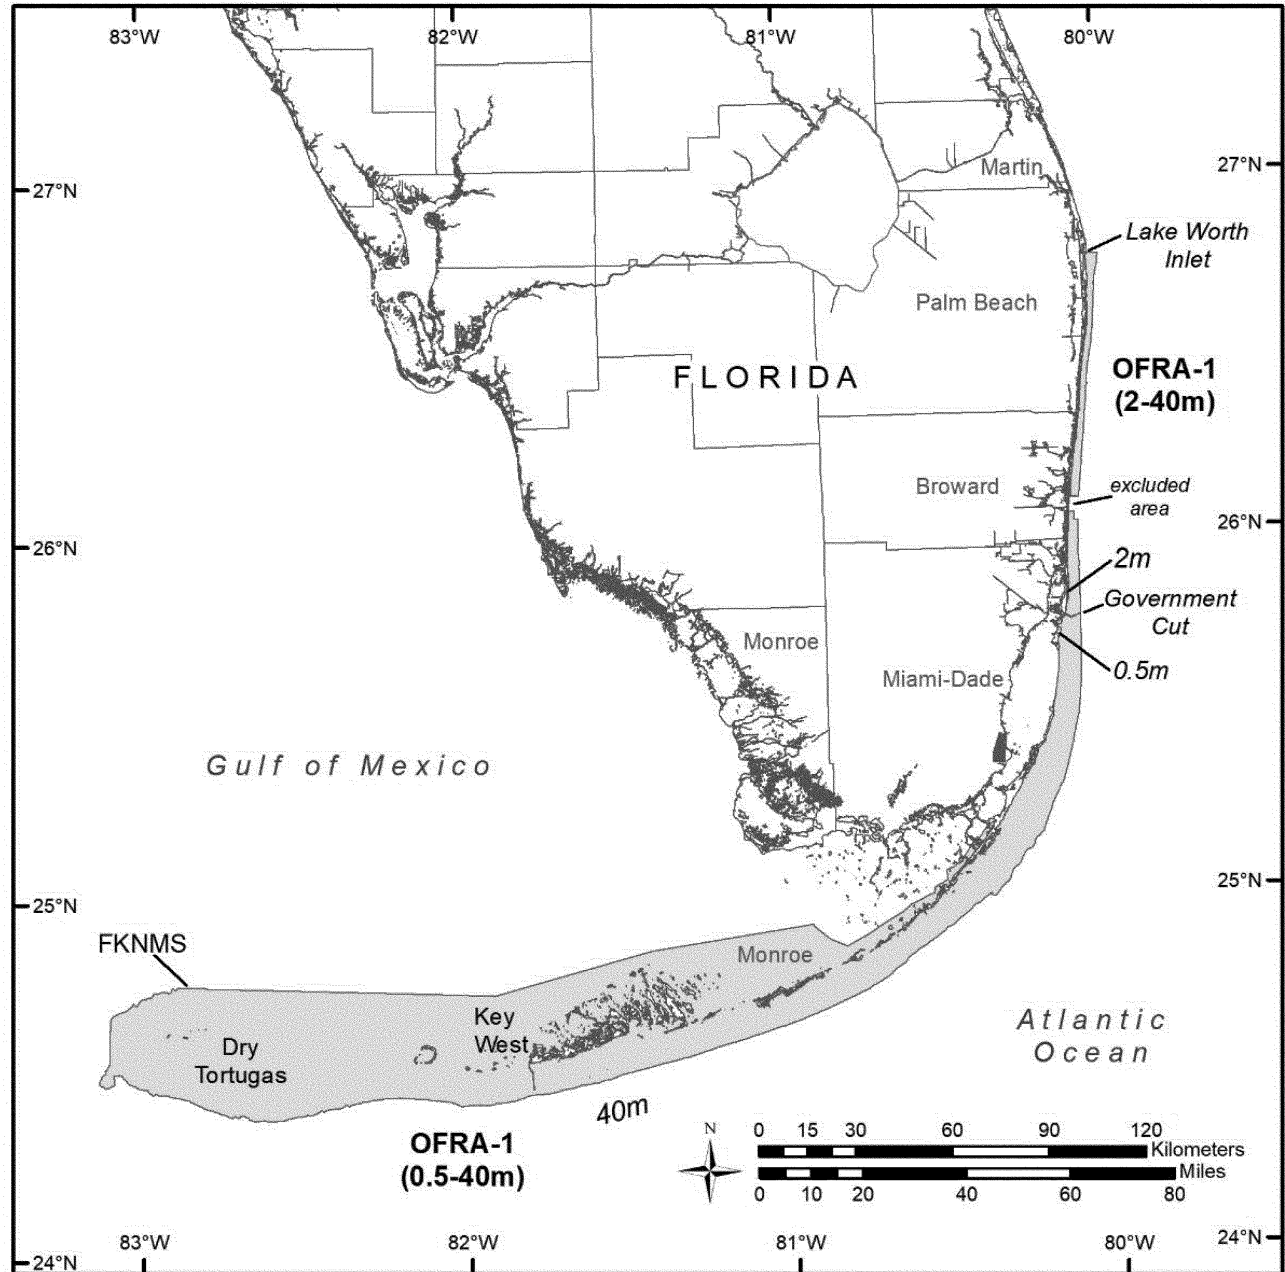 83°W
82°W
81°W
80°W
27°N
27°N
Martin
Lake Worth
Inlet
Palm Beach
OFRA-1
(2-40m)
FLORIDA
Broward
excluded
area
26°N
26°N
2m
Government
Cut
Monroe
0.5m
Miami-Dade
Gulf of Mexico
25°N
25°N
FKNMS
Monroe
Key
West
Dry
Tortugas
Atlantic
Ocean
40m
OFRA-1
(0.5-40m)
N
0 15 30 60 90 120
Kilometers
Miles
0 10 20 40 60 80
24°N
24°N
83°W
82°W
81°W
80°W